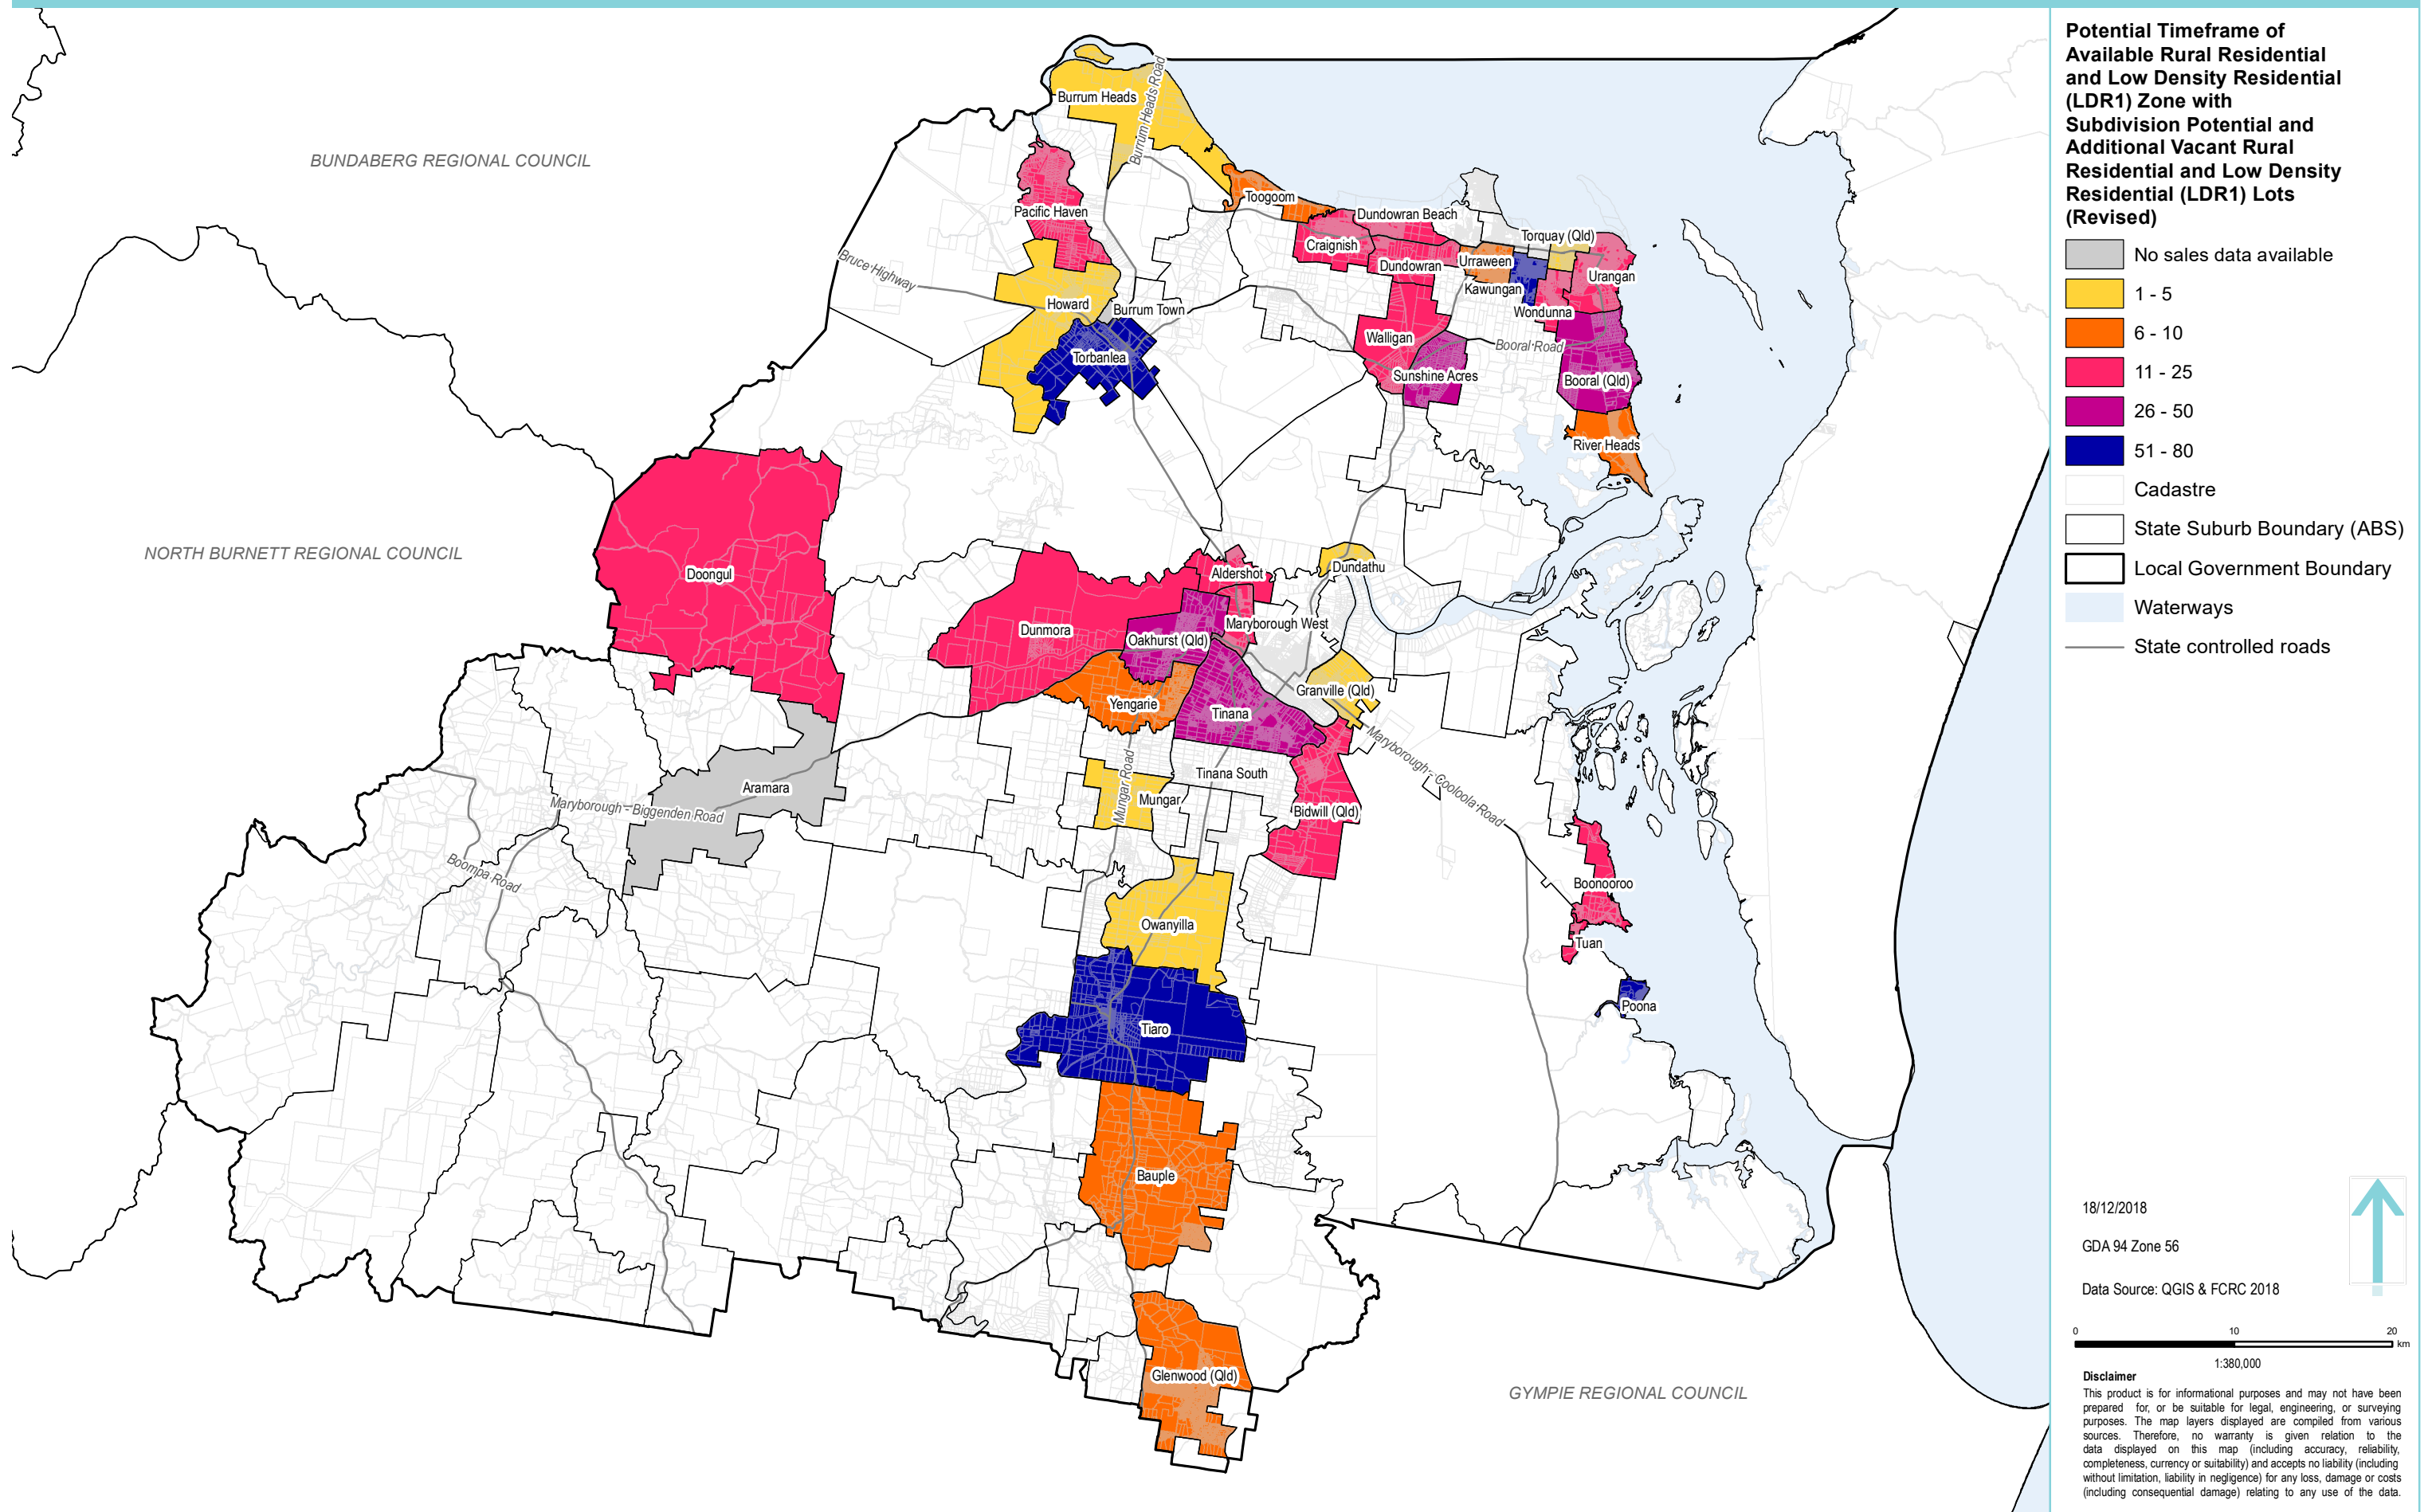 Potential Timeframe of
Available Rural Residential
and Low Density Residential
(LDR1) Zone with
Subdivision Potential and
Additional Vacant Rural
Residential and Low Density
Residential (LDR1) Lots
(Revised)
No sales data available
1 - 5
6 - 10
11 - 25
26 - 50
51 - 80
Cadastre
State Suburb Boundary (ABS)
Local Government Boundary
Waterways
State controlled roads
BUNDABERG REGIONAL COUNCIL
NORTH BURNETT REGIONAL COUNCIL
GYMPIE REGIONAL COUNCIL
Burrum Heads
Burrum Heads Road
Pacific Haven
Toogoom
Dundowran Beach
Craignish
Torquay (Qld)
Dundowran
Urraween
Urangan
Kawungan
Wondunna
Bruce Highway
Howard
Burrum Town
Torbanlea
Walligan
Booral Road
Sunshine Acres
Booral (Qld)
River Heads
Doongul
Dunmora
Aldershot
Dundathu
Maryborough West
Oakhurst (Qld)
Yengarie
Tinana
Granville (Qld)
Maryborough - Cooloola Road
Tinana South
Mungar Road
Mungar
Bidwill (Qld)
Aramara
Maryborough - Biggenden Road
Boompa Road
Owanyilla
Boonooroo
Tuan
Poona
Tiaro
Bauple
Glenwood (Qld)
18/12/2018
GDA 94 Zone 56
Data Source: QGIS & FCRC 2018
0 10 20
km
1:380,000
Disclaimer
This product is for informational purposes and may not have been
prepared for, or be suitable for legal, engineering, or surveying
purposes. The map layers displayed are compiled from various
sources. Therefore, no warranty is given relation to the
data displayed on this map (including accuracy, reliability,
completeness, currency or suitability) and accepts no liability (including
without limitation, liability in negligence) for any loss, damage or costs
(including consequential damage) relating to any use of the data.